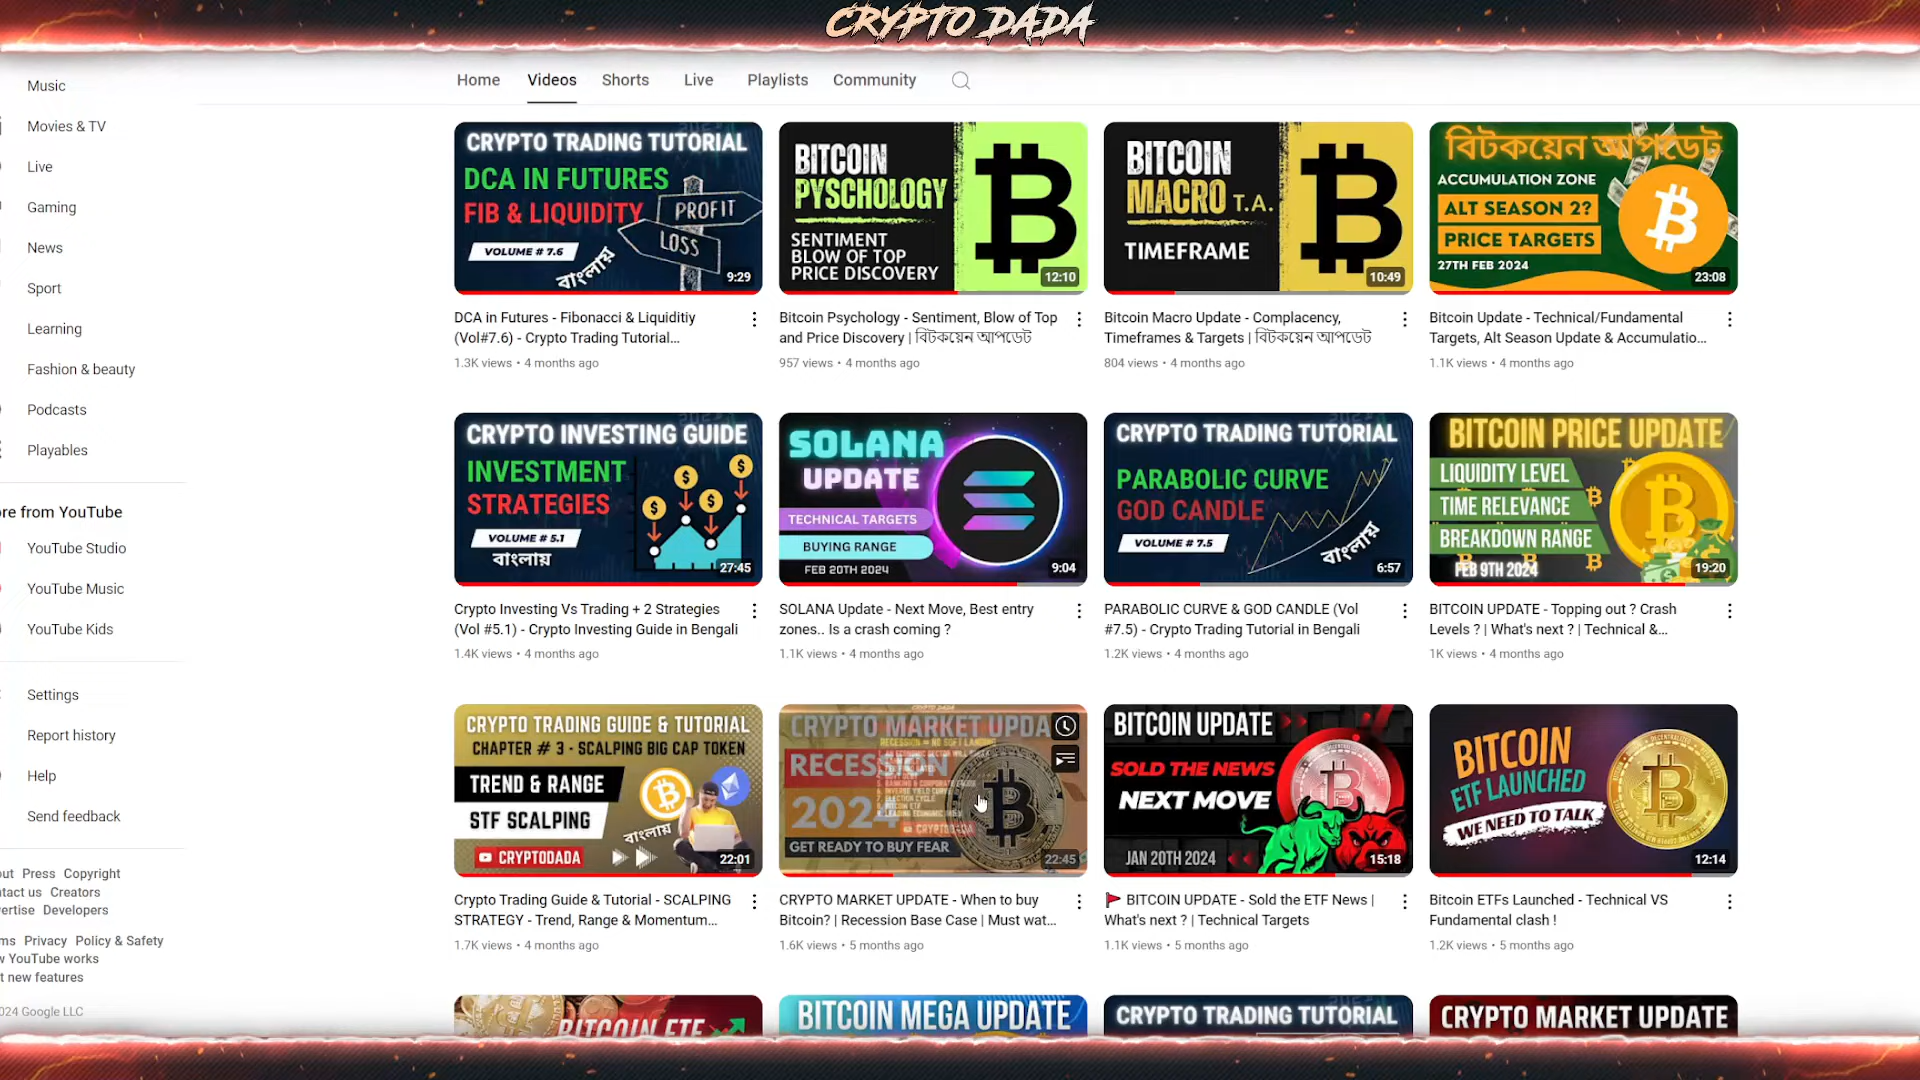 CRYPTO DADA
Home Videos Shorts Live Playlists Community
Music
Movies & TV
Live
Gaming
News
Sport
Learning
Fashion & beauty
Podcasts
Playables
re from YouTube
YouTube Studio
YouTube Music
YouTube Kids
Settings
Report history
Help
Send feedback
out Press Copyright
ntact us Creators
ertise Developers
ms Privacy Policy & Safety
w YouTube works
t new features
024 Google LLC
CRYPTO TRADING TUTORIAL
DCA IN FUTURES
FIB & LIQUIDITY
PROFIT
LOSS
VOLUME # 7.6
বাংলায়
9:29
DCA in Futures - Fibonacci & Liquiditiy
(Vol#7.6) - Crypto Trading Tutorial...
1.3K views • 4 months ago
BITCOIN
PYSCHOLOGY
SENTIMENT
BLOW OF TOP
PRICE DISCOVERY
12:10
Bitcoin Psychology - Sentiment, Blow of Top
and Price Discovery | বিটকয়েন আপডেট
957 views • 4 months ago
BITCOIN
MACRO T.A.
TIMEFRAME
10:49
Bitcoin Macro Update - Complacency,
Timeframes & Targets | বিটকয়েন আপডেট
804 views • 4 months ago
বিটকয়েন আপডেট
ACCUMULATION ZONE
ALT SEASON 2?
PRICE TARGETS
27TH FEB 2024
23:08
Bitcoin Update - Technical/Fundamental
Targets, Alt Season Update & Accumulatio...
1.1K views • 4 months ago
CRYPTO INVESTING GUIDE
INVESTMENT
STRATEGIES
VOLUME # 5.1
বাংলায়
27:45
Crypto Investing Vs Trading + 2 Strategies
(Vol #5.1) - Crypto Investing Guide in Bengali
1.4K views • 4 months ago
SOLANA
UPDATE
TECHNICAL TARGETS
BUYING RANGE
FEB 20TH 2024
9:04
SOLANA Update - Next Move, Best entry
zones.. Is a crash coming ?
1.1K views • 4 months ago
CRYPTO TRADING TUTORIAL
PARABOLIC CURVE
GOD CANDLE
VOLUME # 7.5
বাংলায়
6:57
PARABOLIC CURVE & GOD CANDLE (Vol
#7.5) - Crypto Trading Tutorial in Bengali
1.2K views • 4 months ago
BITCOIN PRICE UPDATE
LIQUIDITY LEVEL
TIME RELEVANCE
BREAKDOWN RANGE
FEB 9TH 2024
19:20
BITCOIN UPDATE - Topping out ? Crash
Levels ? | What's next ? | Technical &...
1K views • 4 months ago
CRYPTO TRADING GUIDE & TUTORIAL
CHAPTER # 3 - SCALPING BIG CAP TOKEN
TREND & RANGE
STF SCALPING
বাংলায়
CRYPTODADA
22:01
Crypto Trading Guide & Tutorial - SCALPING
STRATEGY - Trend, Range & Momentum...
1.7K views • 4 months ago
CRYPTO MARKET UPDA
RECESSION
2024
GET READY TO BUY FEAR
22:45
CRYPTO MARKET UPDATE - When to buy
Bitcoin? | Recession Base Case | Must wat...
1.6K views • 5 months ago
BITCOIN UPDATE
SOLD THE NEWS
NEXT MOVE
JAN 20TH 2024
15:18
BITCOIN UPDATE - Sold the ETF News |
What's next ? | Technical Targets
1.1K views • 5 months ago
BITCOIN
ETF LAUNCHED
WE NEED TO TALK
12:14
Bitcoin ETFs Launched - Technical VS
Fundamental clash !
1.2K views • 5 months ago
BITCOIN ETF
BITCOIN MEGA UPDATE
CRYPTO TRADING TUTORIAL
CRYPTO MARKET UPDATE